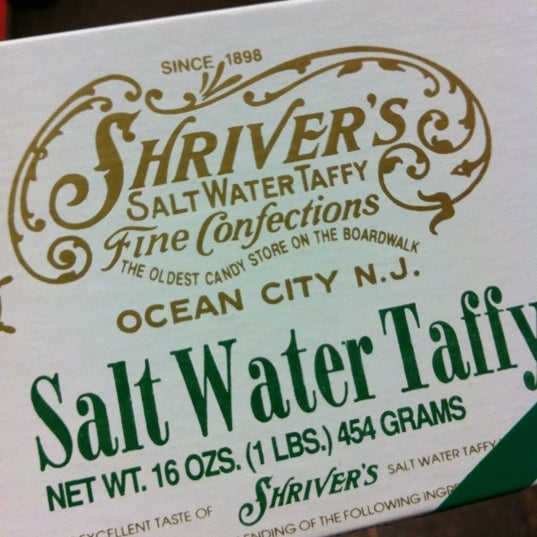 SINCE 1898
SHRIVER'S
SALT WATER TAFFY
Fine Confections
THE OLDEST CANDY STORE ON THE BOARDWALK
OCEAN CITY N.J.
Salt Water Taffy
NET WT. 16 OZS. (1 LBS.) 454 GRAMS
EXCELLENT TASTE OF SHRIVER'S SALT WATER TAFFY
ENDING OF THE FOLLOWING INGR